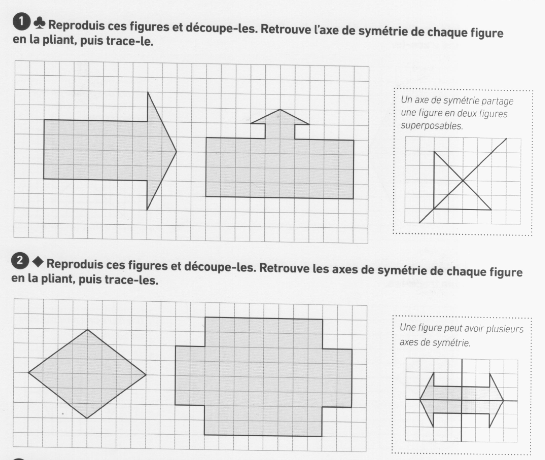 1 ♣ Reproduis ces figures et découpe-les. Retrouve l'axe de symétrie de chaque figure
en la pliant, puis trace-le.
Un axe de symétrie partage
une figure en deux figures
superposables.
2 ◆ Reproduis ces figures et découpe-les. Retrouve les axes de symétrie de chaque figure
en la pliant, puis trace-les.
Une figure peut avoir plusieurs
axes de symétrie.